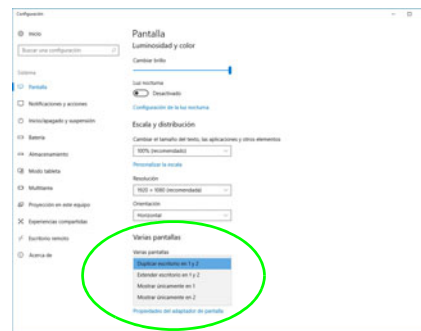 Configuración
Inicio
Buscar una configuración
Sistema
Pantalla
Notificaciones y acciones
Inicio/apagado y suspensión
Batería
Almacenamiento
Modo tableta
Multitarea
Proyección en este equipo
Experiencias compartidas
Escritorio remoto
Acerca de
Pantalla
Luminosidad y color
Cambiar brillo
Luz nocturna
Desactivado
Configuración de la luz nocturna
Escala y distribución
Cambiar el tamaño del texto, las aplicaciones y otros elementos
100% (recomendado)
Personalizar la escala
Resolución
1920 × 1080 (recomendada)
Orientación
Horizontal
Varias pantallas
Varias pantallas
Duplicar escritorio en 1 y 2
Extender escritorio en 1 y 2
Mostrar únicamente en 1
Mostrar únicamente en 2
Propiedades del adaptador de pantalla